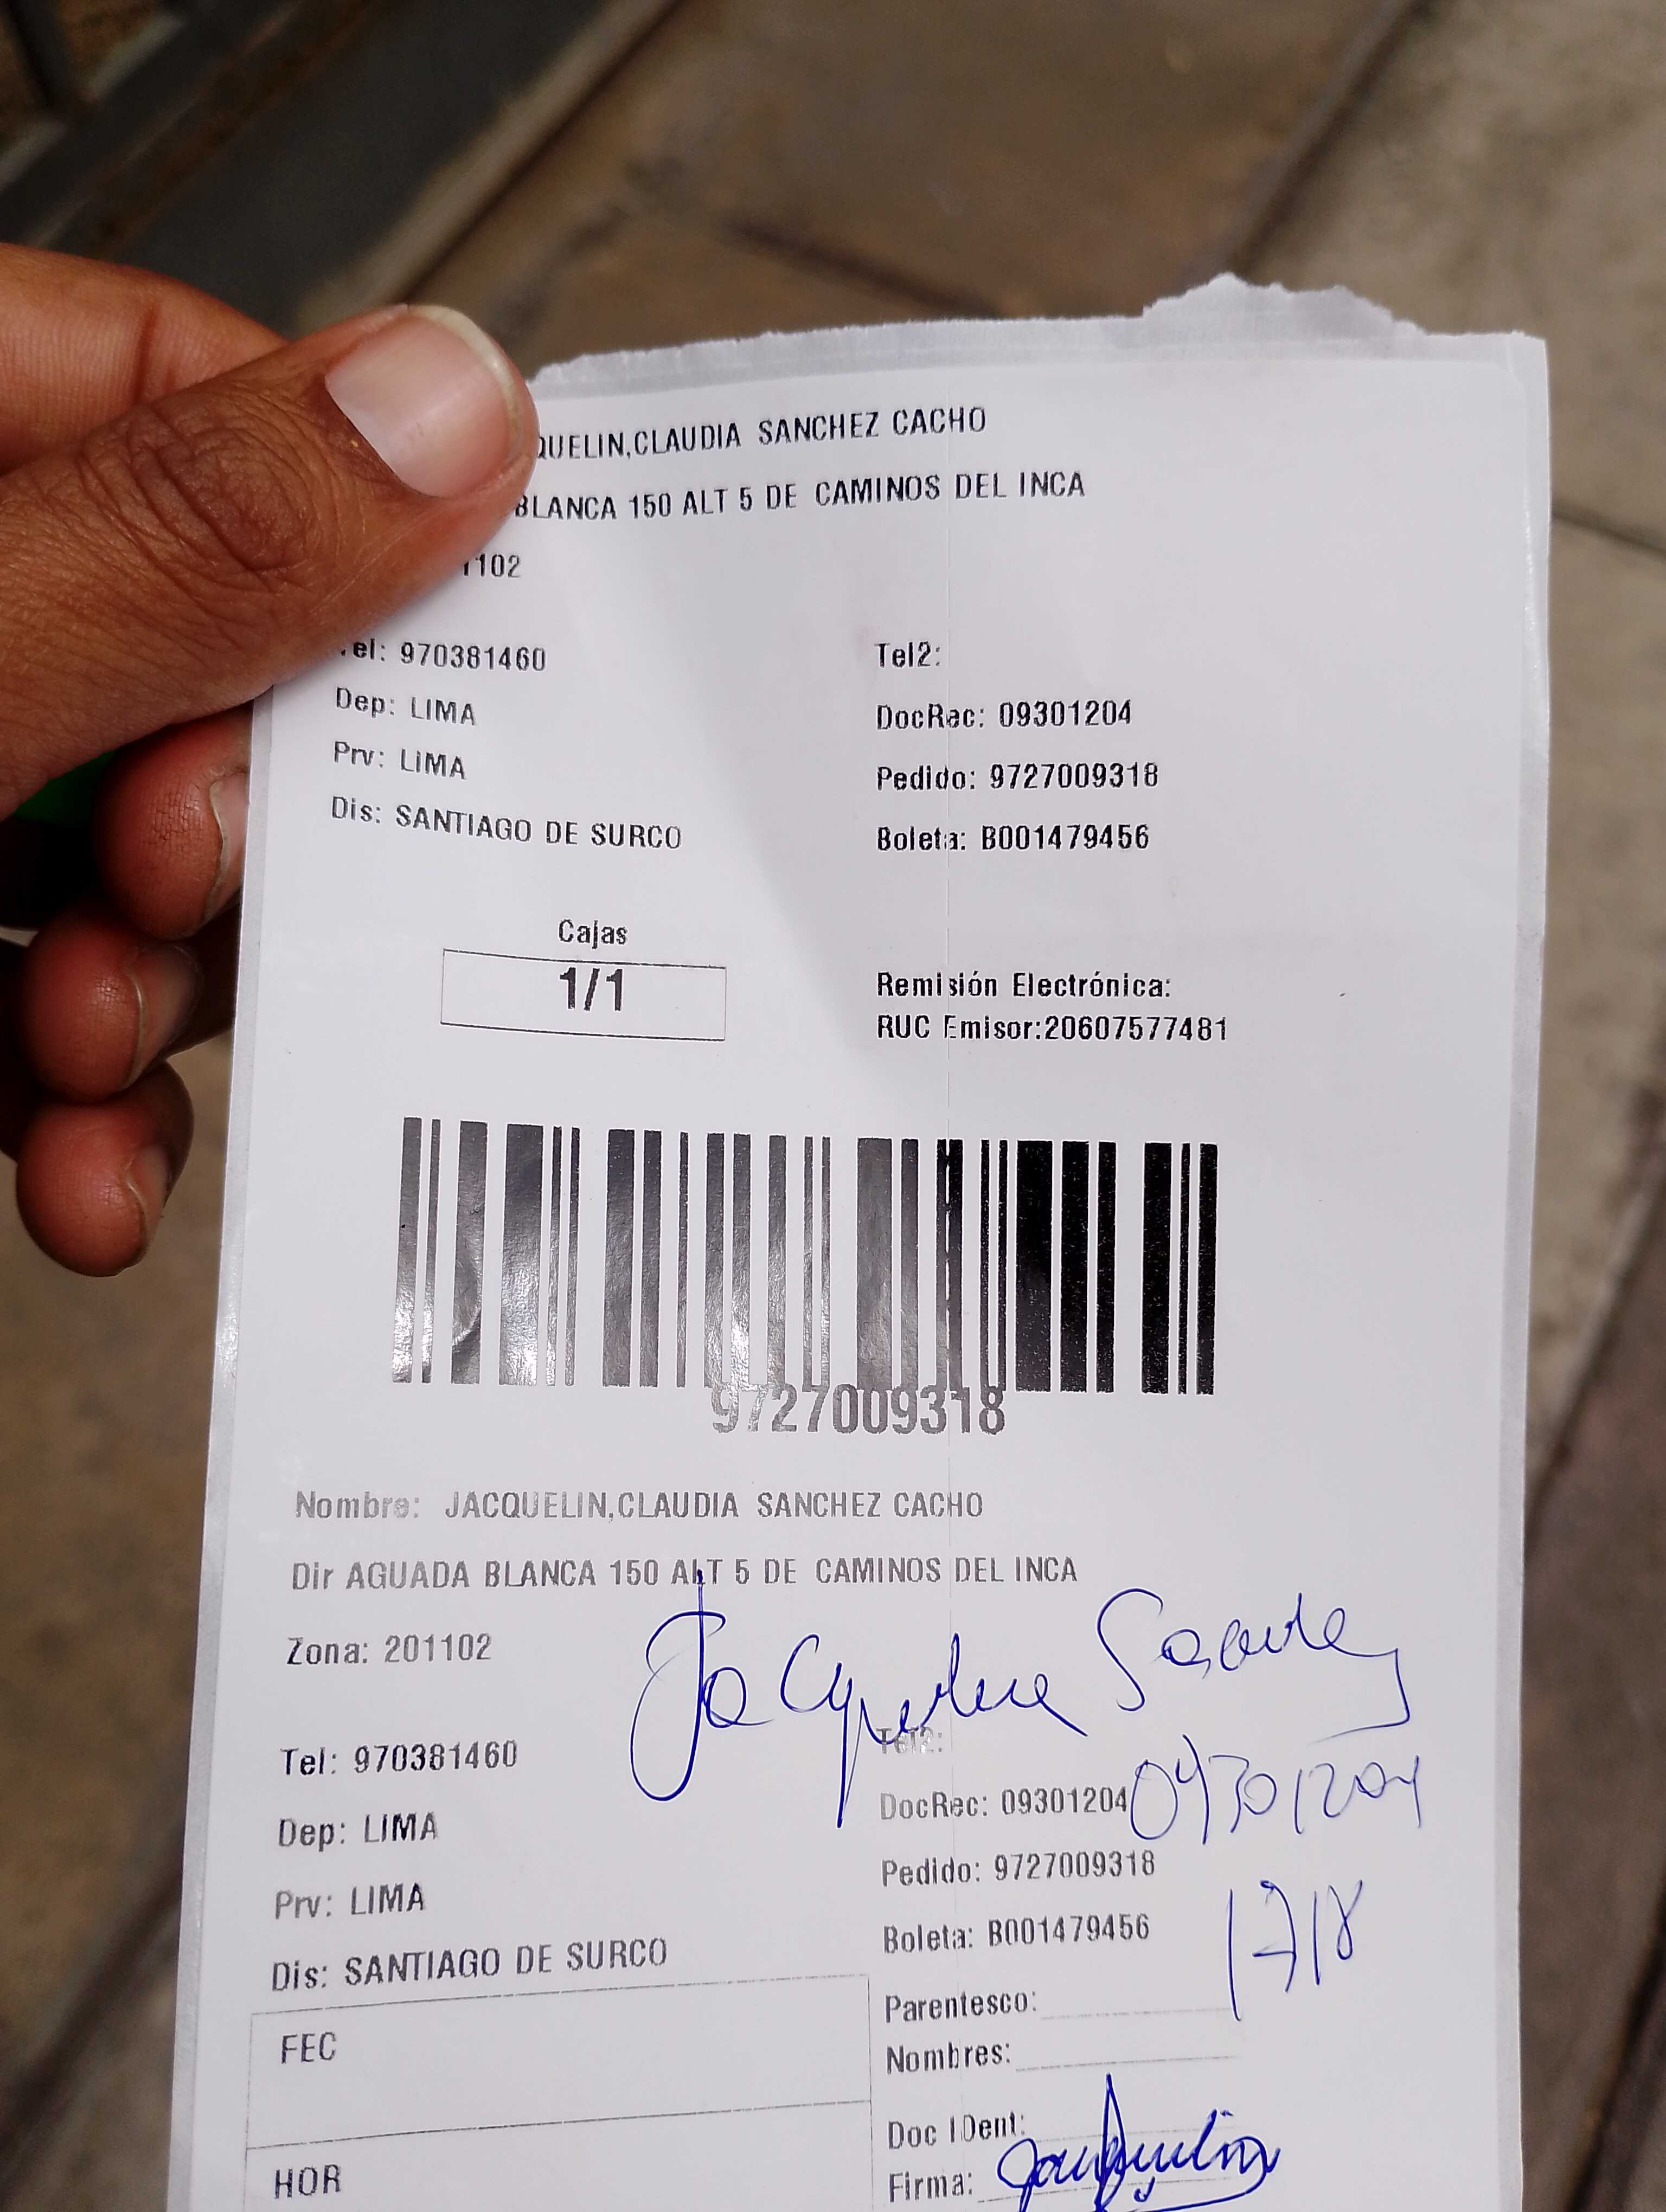 QUELIN,CLAUDIA SANCHEZ CACHO
BLANCA 150 ALT 5 DE CAMINOS DEL INCA
1102
Tel: 970381460
Tel2:
Dep: LIMA
DocRec: 09301204
Prv: LIMA
Pedido: 9727009318
Dis: SANTIAGO DE SURCO
Boleta: B001479456
Cajas
1/1
Remisión Electrónica:
RUC Emisor:20607577481
9727009318
Nombre: JACQUELIN,CLAUDIA SANCHEZ CACHO
Dir AGUADA BLANCA 150 ALT 5 DE CAMINOS DEL INCA
Zona: 201102
Tel: 970381460
Tel2:
Dep: LIMA
DocRec: 09301204 09301204
Prv: LIMA
Pedido: 9727009318
Dis: SANTIAGO DE SURCO
Boleta: B001479456
1718
FEC
Parentesco:
Nombres:
HOR
Doc IDent:
Firma: